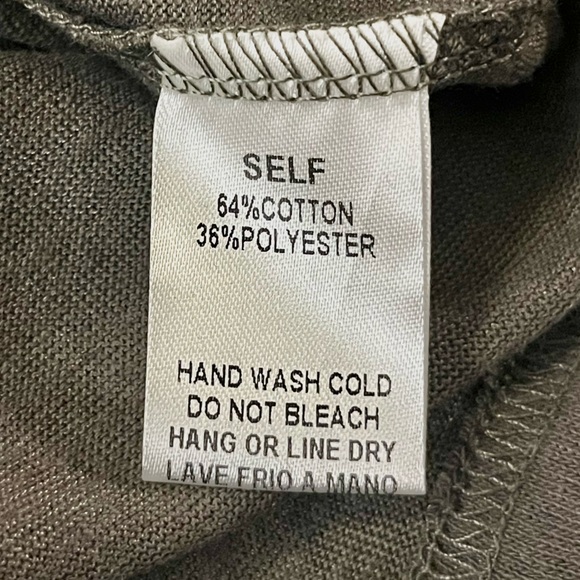 SELF
64%COTTON
36%POLYESTER
HAND WASH COLD
DO NOT BLEACH
HANG OR LINE DRY
LAVE FRIO A MANO